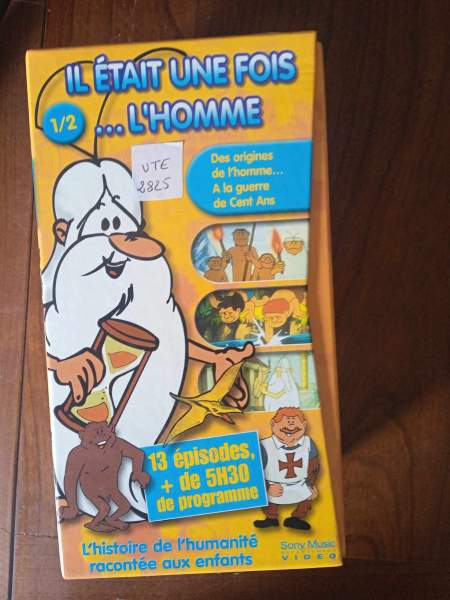 IL ÉTAIT UNE FOIS
1/2
... L'HOMME
VTE
2825
Des origines
de l'homme...
A la guerre
de Cent Ans
13 épisodes,
+ de 5H30
de programme
L'histoire de l'humanité
racontée aux enfants
Sony Music
VIDEO